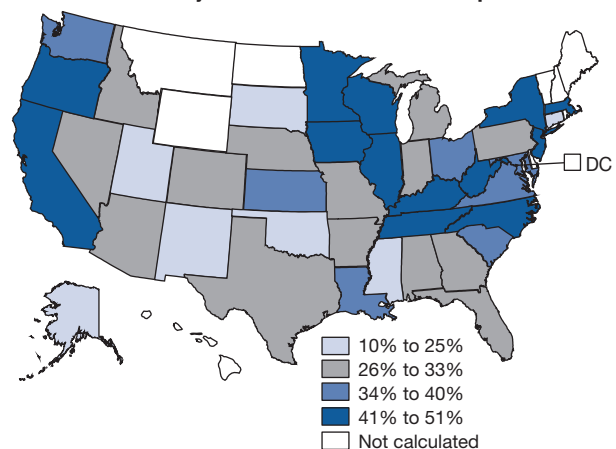 DC
10% to 25%
26% to 33%
34% to 40%
41% to 51%
Not calculated